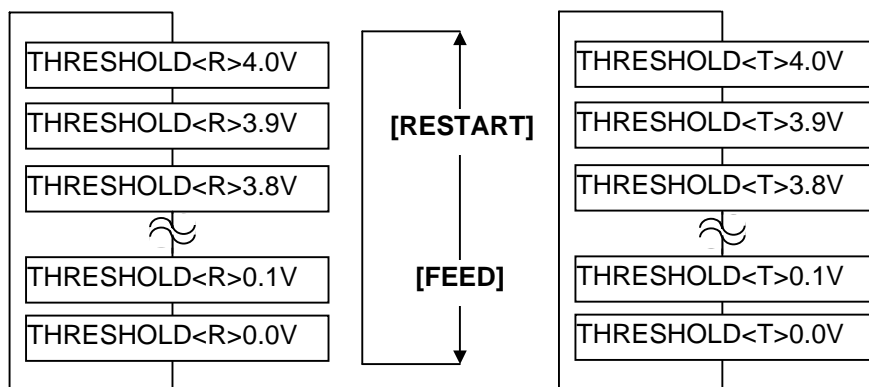 THRESHOLD<R>4.0V
THRESHOLD<R>3.9V
THRESHOLD<R>3.8V
THRESHOLD<R>0.1V
THRESHOLD<R>0.0V
[RESTART]
[FEED]
THRESHOLD<T>4.0V
THRESHOLD<T>3.9V
THRESHOLD<T>3.8V
THRESHOLD<T>0.1V
THRESHOLD<T>0.0V